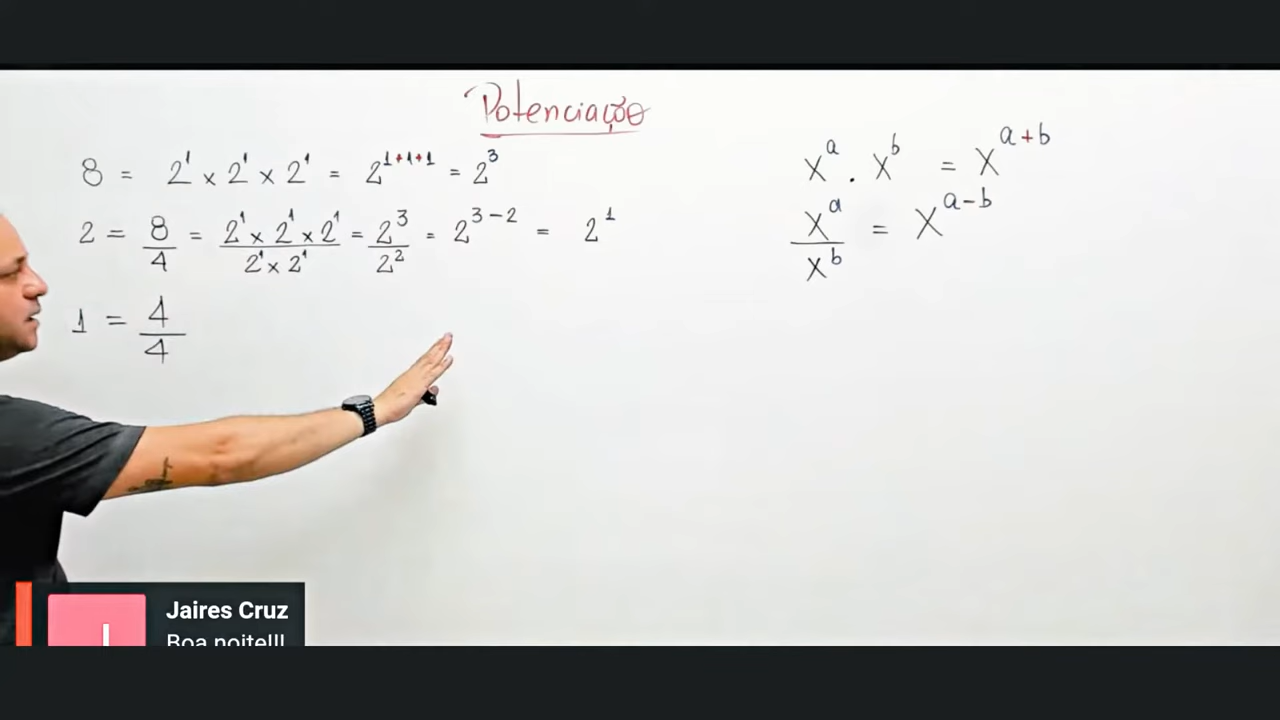 Potenciação
8 = 2¹ x 2¹ x 2¹ = 2¹⁺¹⁺¹ = 2³
2 = 8/4 = (2¹ x 2¹ x 2¹)/(2¹ x 2¹) = 2³/2² = 2³⁻² = 2¹
1 = 4/4
xᵃ . xᵇ = xᵃ⁺ᵇ
xᵃ/xᵇ = xᵃ⁻ᵇ
Jaires Cruz
Boa noite!!!